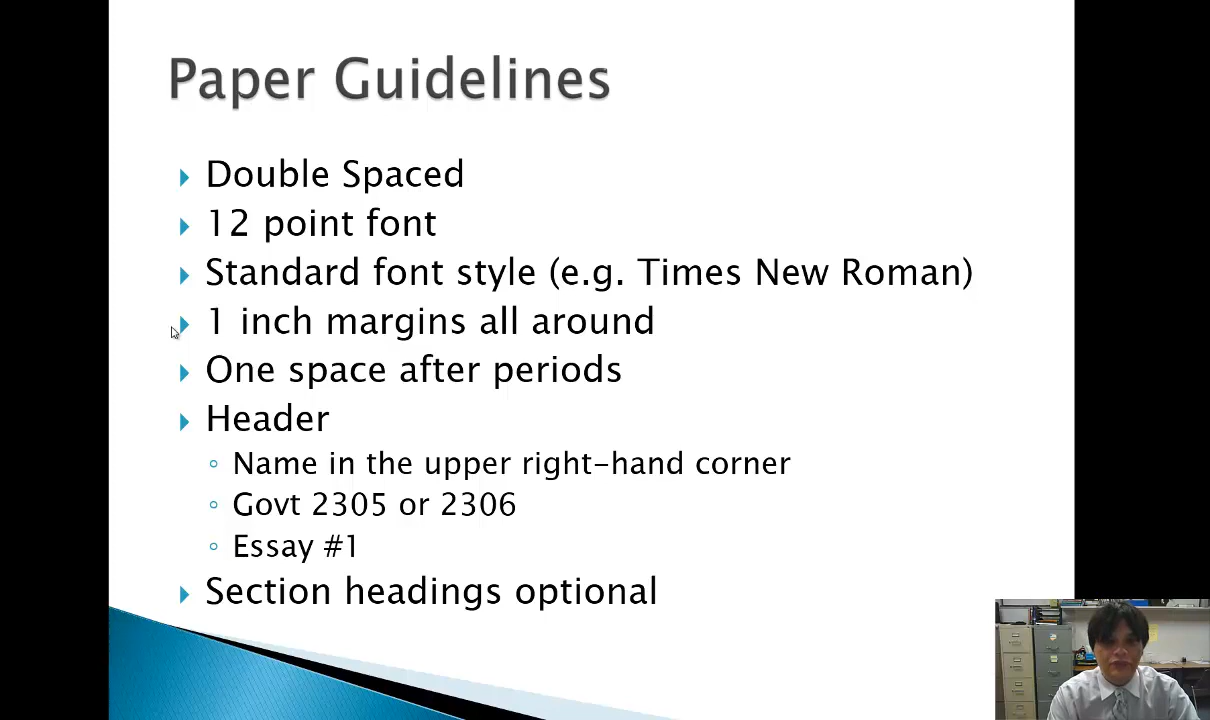 Paper Guidelines
Double Spaced
12 point font
Standard font style (e.g. Times New Roman)
1 inch margins all around
One space after periods
Header
Name in the upper right-hand corner
Govt 2305 or 2306
Essay #1
Section headings optional